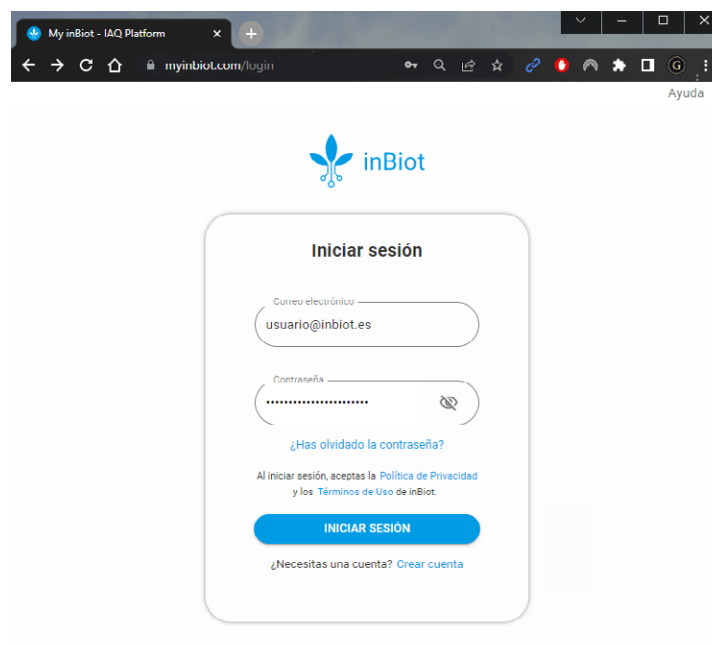 My inBiot - IAQ Platform
myinbiot.com/login
G
Ayuda
inBiot
Iniciar sesión
Correo electrónico
usuario@inbiot.es
Contraseña
¿Has olvidado la contraseña?
Al iniciar sesión, aceptas la Política de Privacidad
y los Términos de Uso de inBiot.
INICIAR SESIÓN
¿Necesitas una cuenta? Crear cuenta